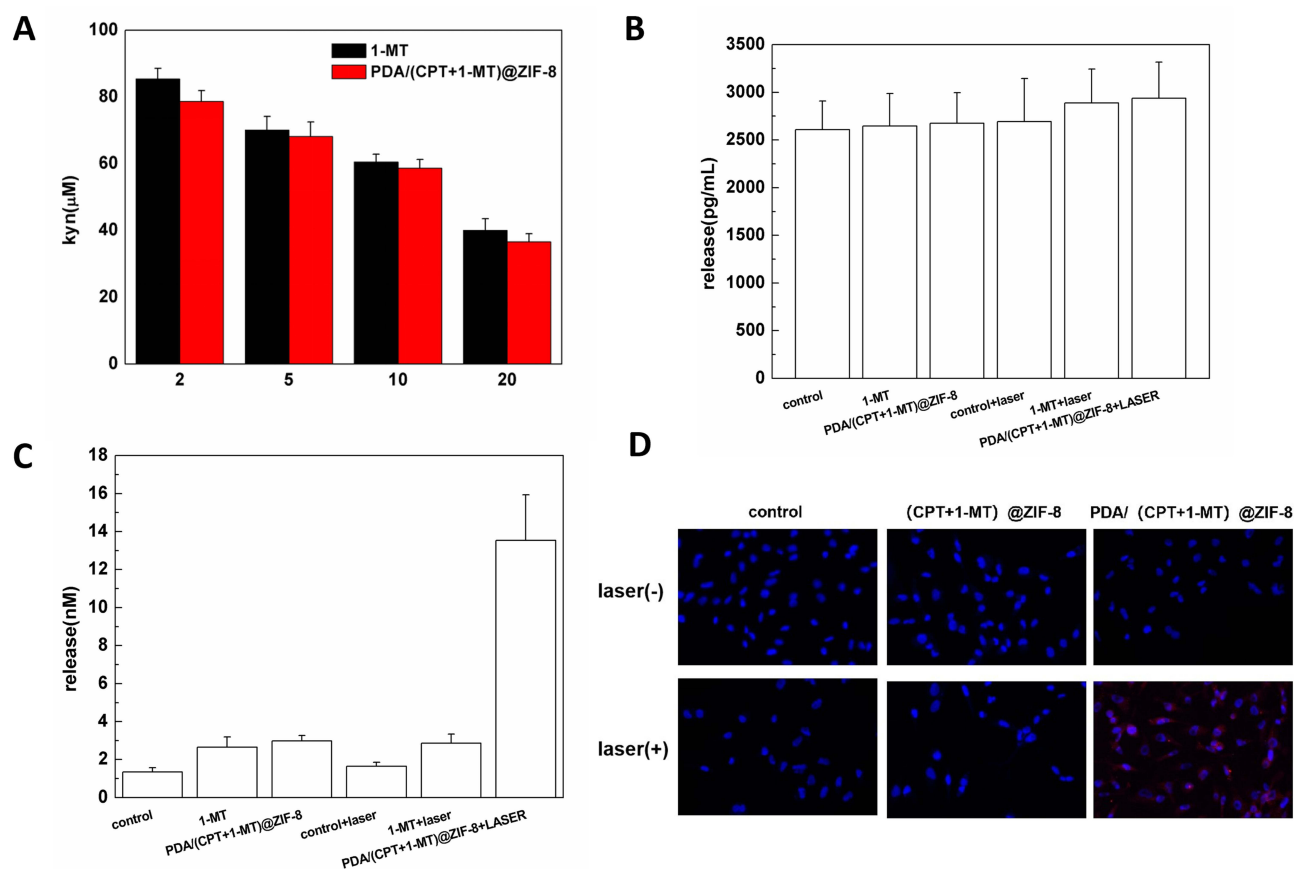 A
100
80
60
40
20
0
kyn(μM)
1-MT
PDA/(CPT+1-MT)@ZIF-8
2 5 10 20
B
3500
3000
2500
2000
1500
1000
500
0
release(pg/mL)
control
1-MT
PDA/(CPT+1-MT)@ZIF-8
control+laser
1-MT+laser
PDA/(CPT+1-MT)@ZIF-8+LASER
C
18
16
14
12
10
8
6
4
2
0
release(nM)
control
1-MT
PDA/(CPT+1-MT)@ZIF-8
control+laser
1-MT+laser
PDA/(CPT+1-MT)@ZIF-8+LASER
D
control (CPT+1-MT) @ZIF-8 PDA/ (CPT+1-MT) @ZIF-8
laser(-)
laser(+)